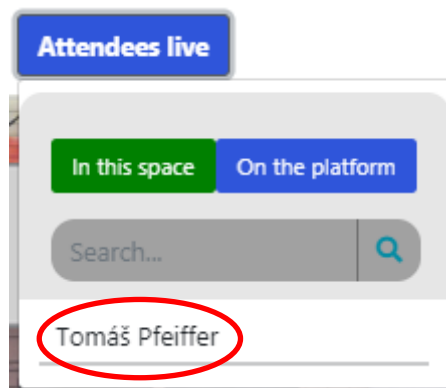 Attendees live
In this space On the platform
Search...
Tomáš Pfeiffer